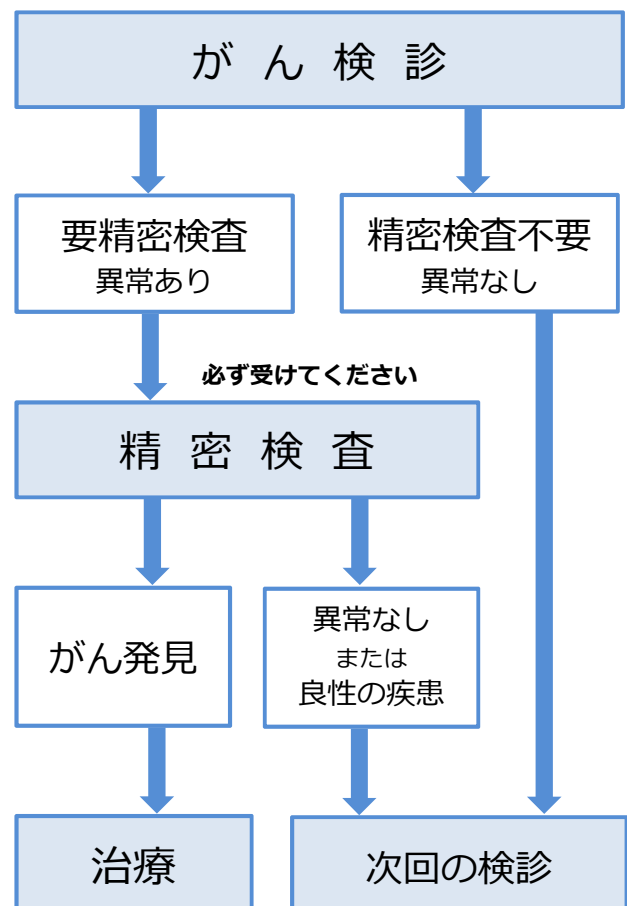 がん検診
要精密検査
異常あり
精密検査不要
異常なし
必ず受けてください
精密検査
がん発見
異常なし
または
良性の疾患
治療
次回の検診